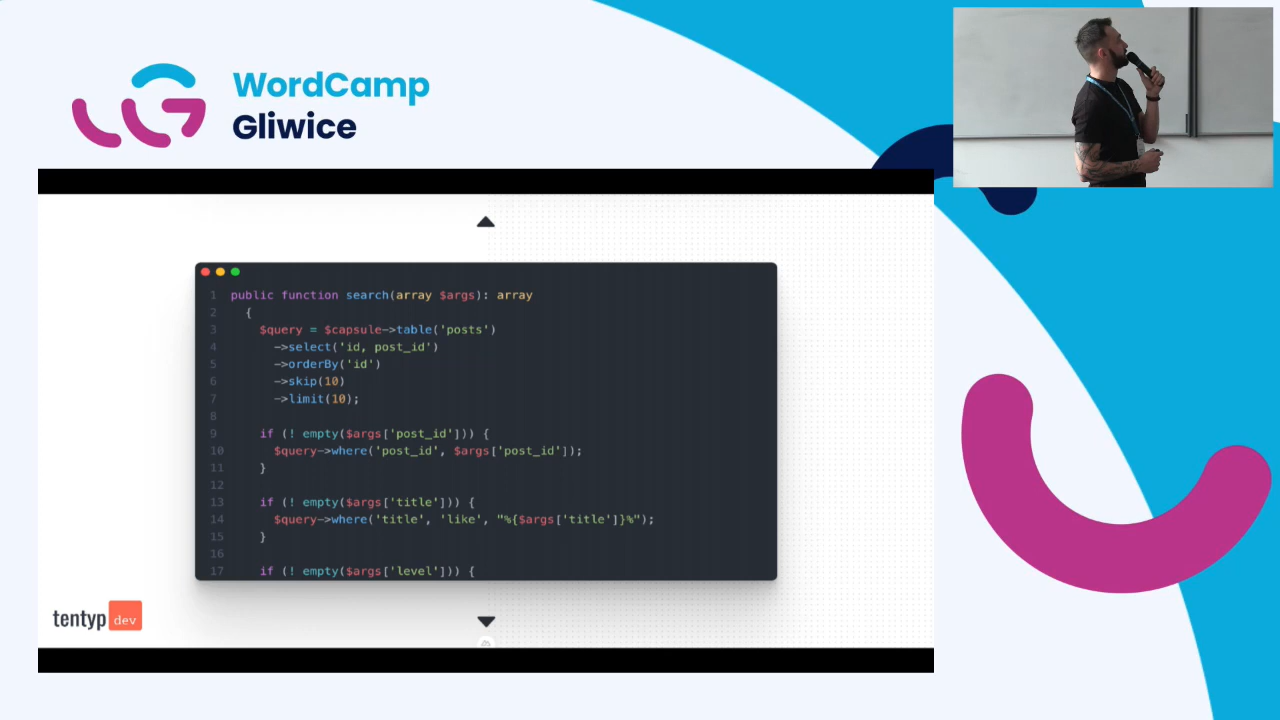 WordCamp
Gliwice
1 public function search(array $args): array
2 {
3 $query = $capsule->table('posts')
4 ->select('id, post_id')
5 ->orderBy('id')
6 ->skip(10)
7 ->limit(10);
8
9 if (! empty($args['post_id'])) {
10 $query->where('post_id', $args['post_id']);
11 }
12
13 if (! empty($args['title'])) {
14 $query->where('title', 'like', "%{$args['title']}%");
15 }
16
17 if (! empty($args['level'])) {
tentyp dev